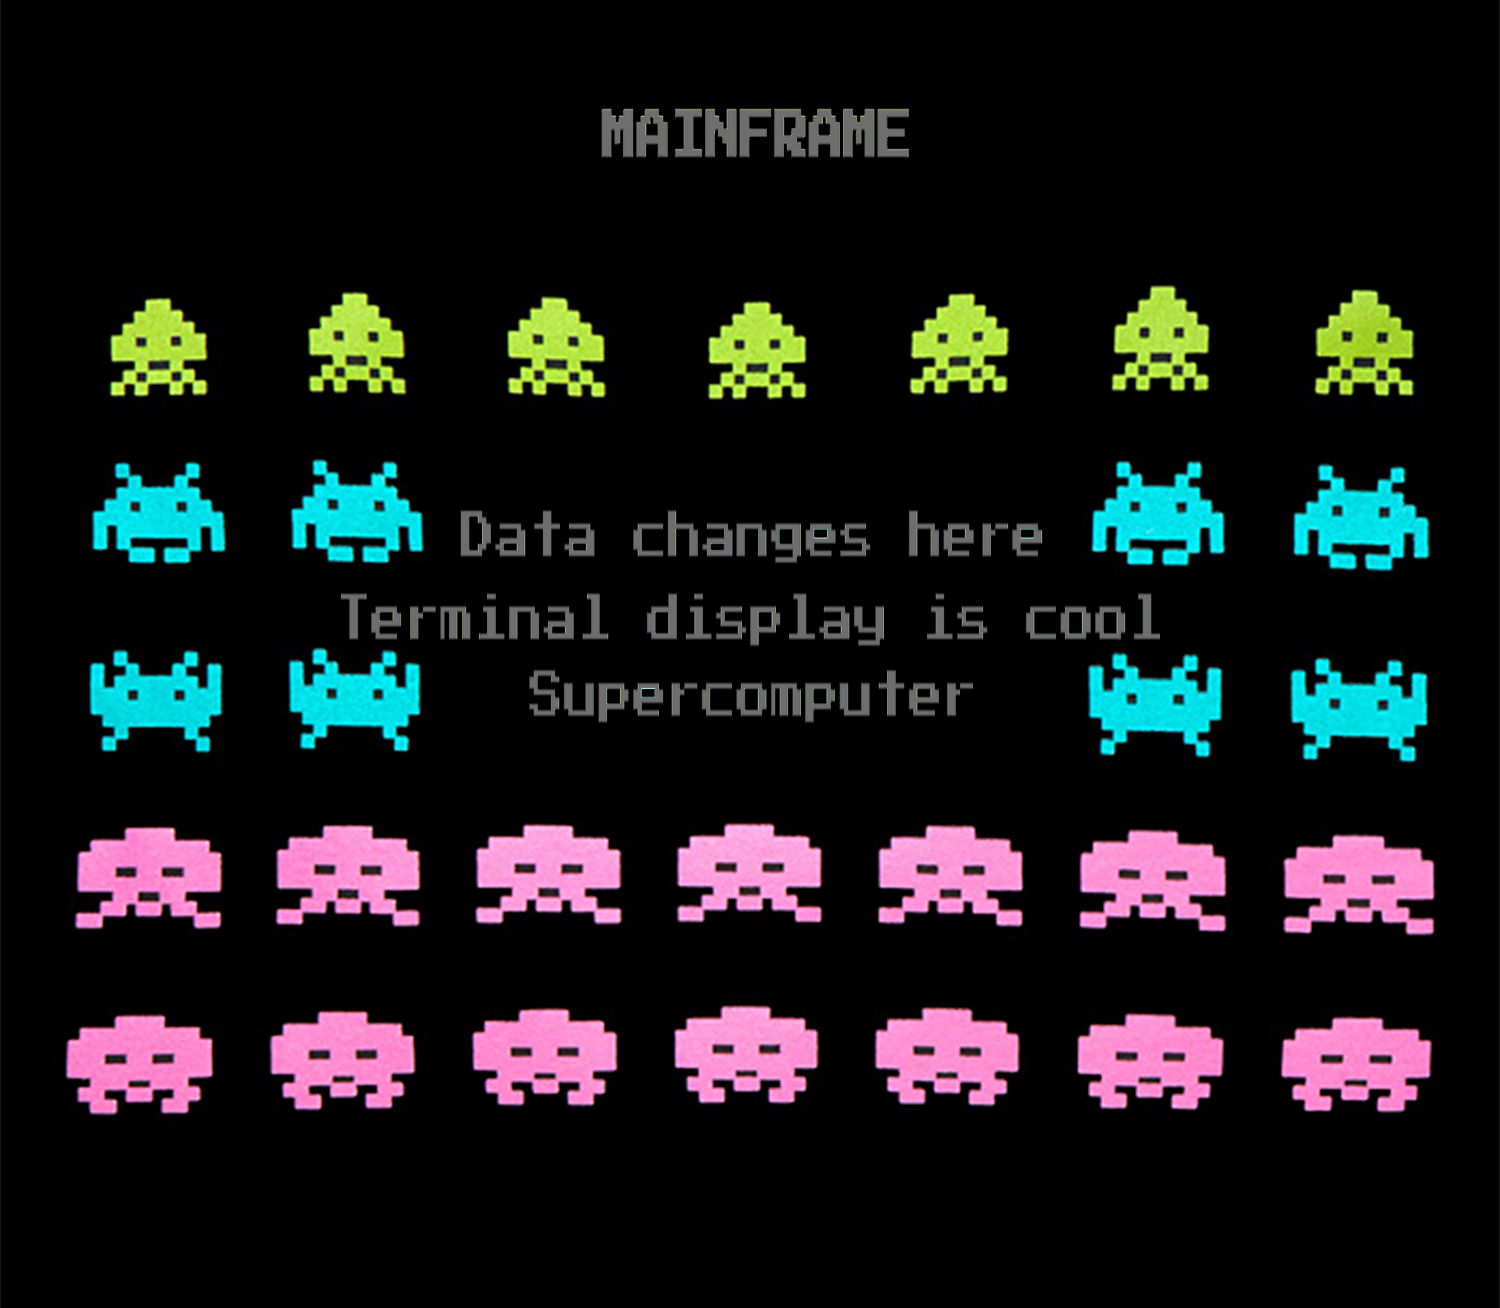 MAINFRAME
Data changes here
Terminal display is cool
Supercomputer